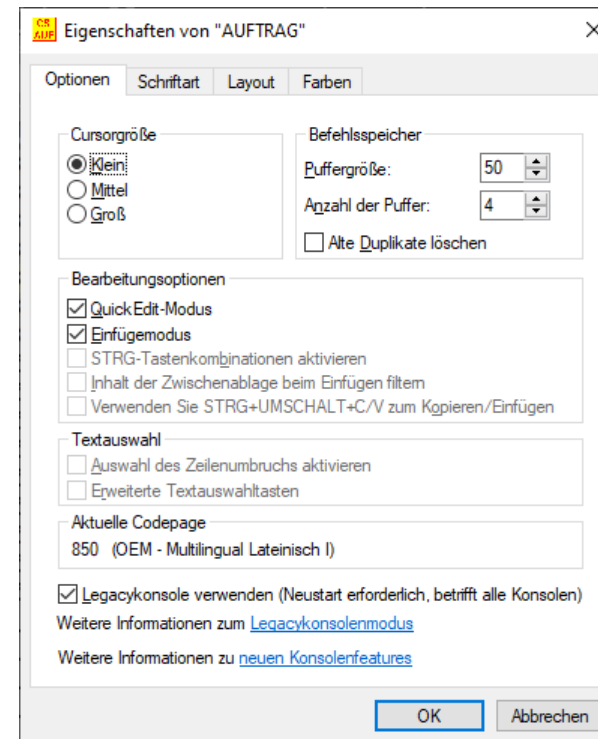 CS
AUF
Eigenschaften von "AUFTRAG"
Optionen
Schriftart
Layout
Farben
Cursorgröße
Klein
Mittel
Groß
Befehlsspeicher
Puffergröße: 50
Anzahl der Puffer: 4
Alte Duplikate löschen
Bearbeitungsoptionen
QuickEdit-Modus
Einfügemodus
STRG-Tastenkombinationen aktivieren
Inhalt der Zwischenablage beim Einfügen filtern
Verwenden Sie STRG+UMSCHALT+C/V zum Kopieren/Einfügen
Textauswahl
Auswahl des Zeilenumbruchs aktivieren
Erweiterte Textauswahltasten
Aktuelle Codepage
850 (OEM - Multilingual Lateinisch I)
Legacykonsole verwenden (Neustart erforderlich, betrifft alle Konsolen)
Weitere Informationen zum Legacykonsolenmodus
Weitere Informationen zu neuen Konsolenfeatures
OK
Abbrechen